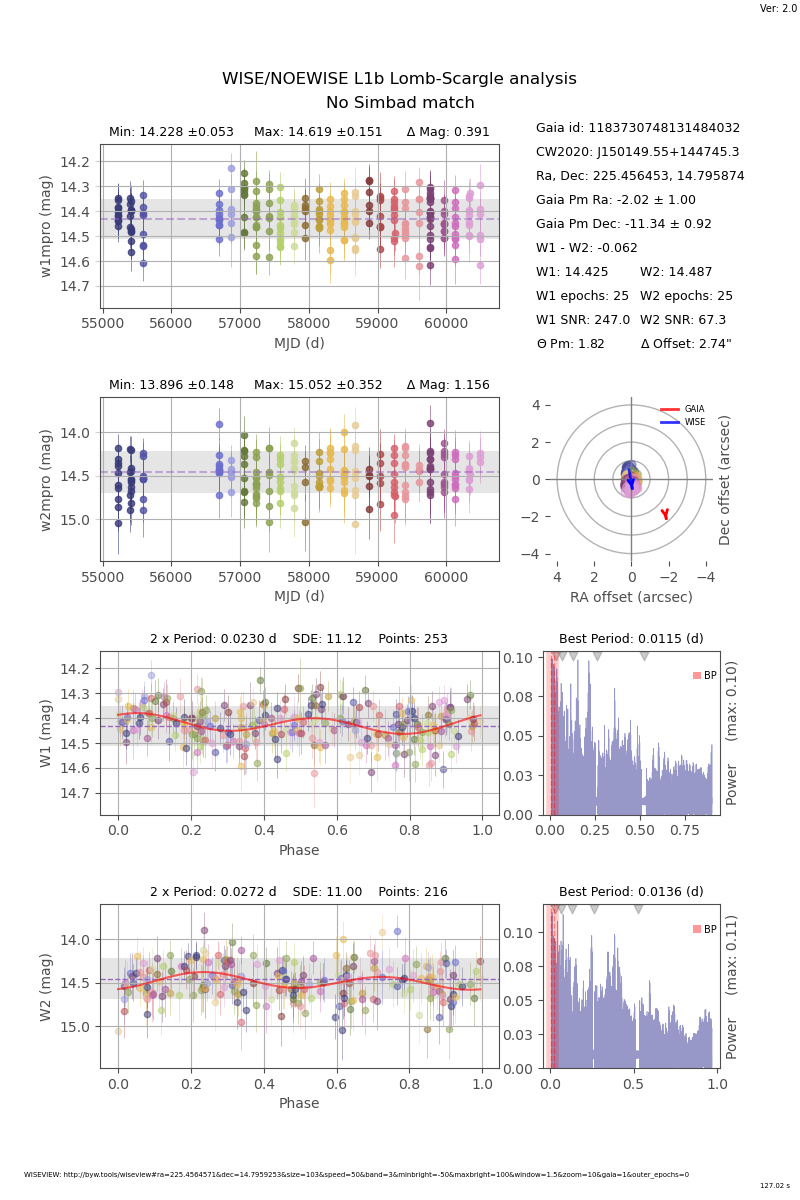 Ver: 2.0
WISE/NOEWISE L1b Lomb-Scargle analysis
No Simbad match
Min: 14.228 ±0.053 Max: 14.619 ±0.151 Δ Mag: 0.391
14.2
14.3
14.4
14.5
14.6
14.7
w1mpro (mag)
55000 56000 57000 58000 59000 60000
MJD (d)
Gaia id: 1183730748131484032
CW2020: J150149.55+144745.3
Ra, Dec: 225.456453, 14.795874
Gaia Pm Ra: -2.02 ± 1.00
Gaia Pm Dec: -11.34 ± 0.92
W1 - W2: -0.062
W1: 14.425 W2: 14.487
W1 epochs: 25 W2 epochs: 25
W1 SNR: 247.0 W2 SNR: 67.3
Θ Pm: 1.82 Δ Offset: 2.74"
Min: 13.896 ±0.148 Max: 15.052 ±0.352 Δ Mag: 1.156
14.0
14.5
15.0
w2mpro (mag)
55000 56000 57000 58000 59000 60000
MJD (d)
GAIA
WISE
4
2
0
−2
−4
Dec offset (arcsec)
4 2 0 −2 −4
RA offset (arcsec)
2 x Period: 0.0230 d SDE: 11.12 Points: 253
14.2
14.3
14.4
14.5
14.6
14.7
W1 (mag)
0.0 0.2 0.4 0.6 0.8 1.0
Phase
Best Period: 0.0115 (d)
BP
0.10
0.08
0.05
0.03
0.00
Power (max: 0.10)
0.00 0.25 0.50 0.75
2 x Period: 0.0272 d SDE: 11.00 Points: 216
14.0
14.5
15.0
W2 (mag)
0.0 0.2 0.4 0.6 0.8 1.0
Phase
Best Period: 0.0136 (d)
BP
0.10
0.08
0.05
0.03
0.00
Power (max: 0.11)
0.0 0.5 1.0
WISEVIEW: http://byw.tools/wiseview#ra=225.4564571&dec=14.7959253&size=103&speed=50&band=3&minbright=-50&maxbright=100&window=1.5&zoom=10&gaia=1&outer_epochs=0
127.02 s